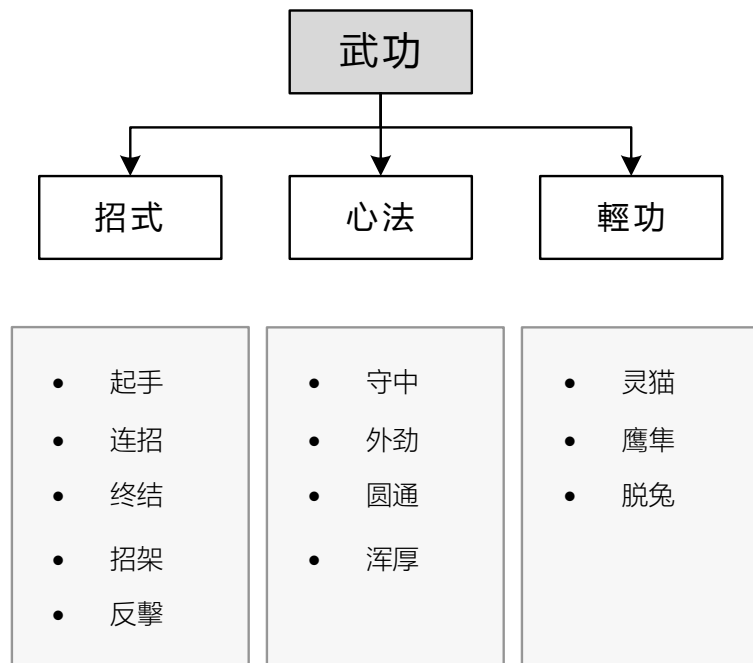 武功
招式
心法
輕功
• 起手
• 连招
• 终结
• 招架
• 反擊
• 守中
• 外劲
• 圆通
• 浑厚
• 灵猫
• 鹰隼
• 脱兔